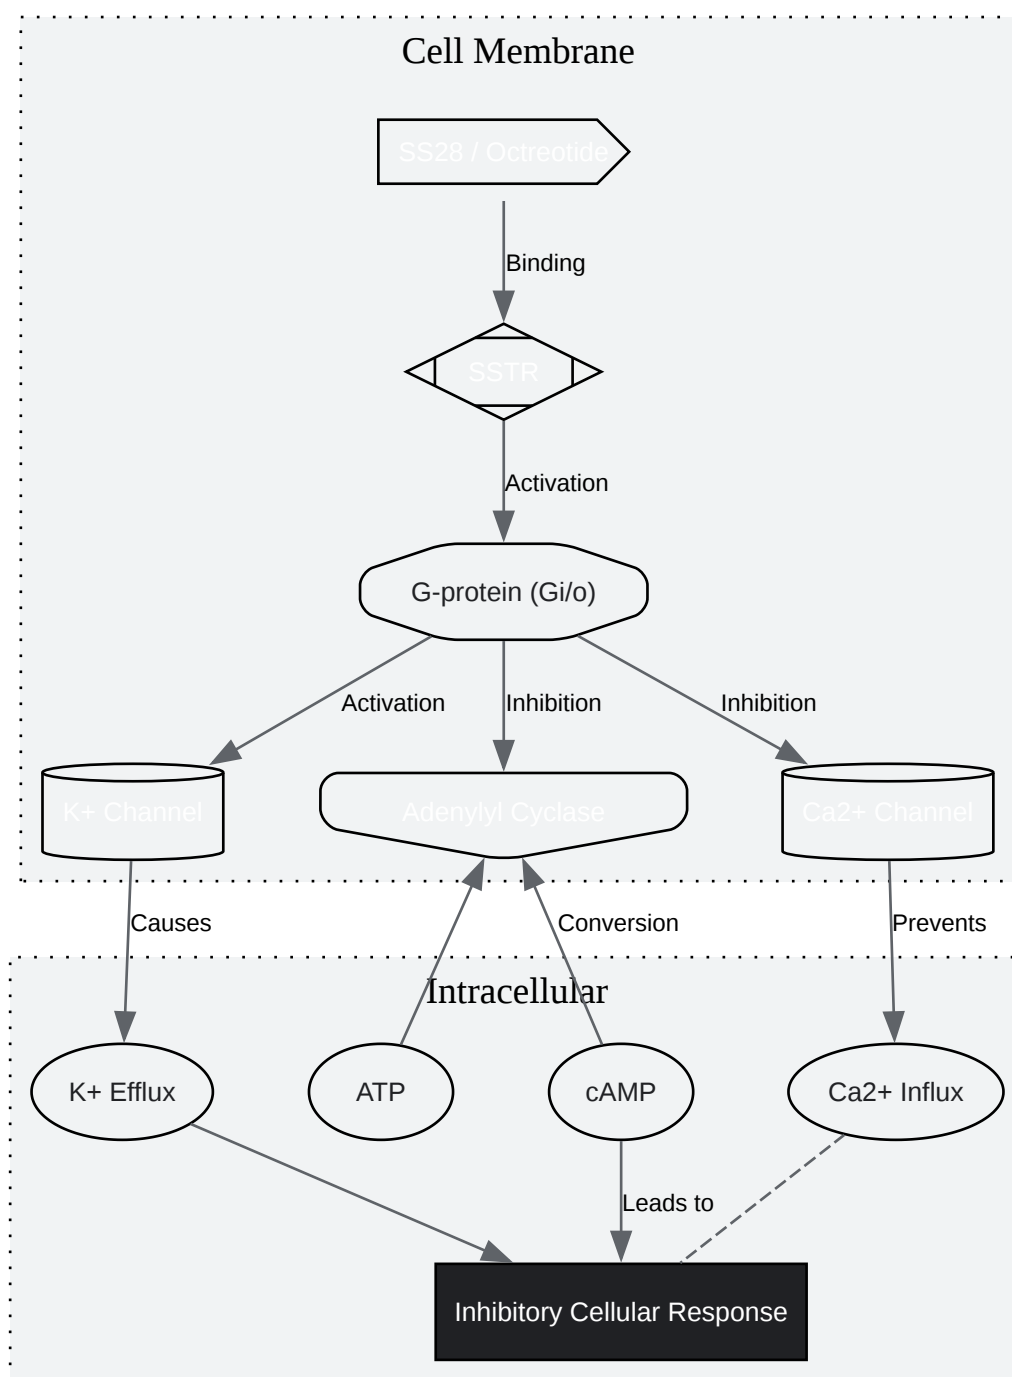 Cell Membrane
SS28 / Octreotide
Binding
SSTR
Activation
G-protein (Gi/o)
Activation
Inhibition
Inhibition
K+ Channel
Adenylyl Cyclase
Ca2+ Channel
Causes
Conversion
Prevents
Intracellular
K+ Efflux
ATP
cAMP
Ca2+ Influx
Leads to
Inhibitory Cellular Response